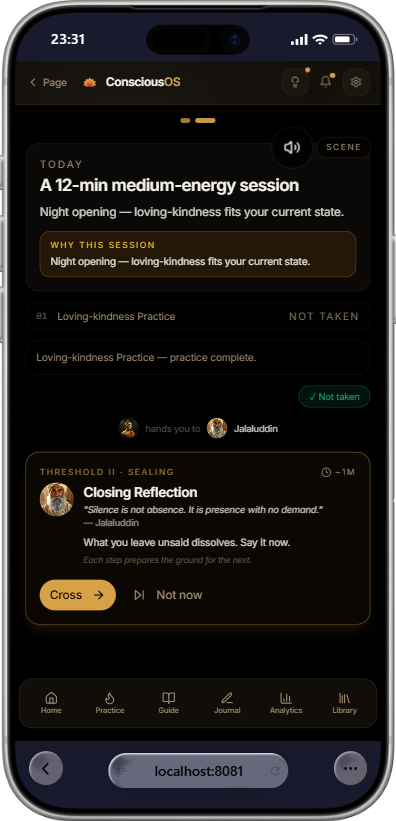 23:31
Page
ConsciousOS
SCENE
TODAY
A 12-min medium-energy session
Night opening — loving-kindness fits your current state.
WHY THIS SESSION
Night opening — loving-kindness fits your current state.
01 Loving-kindness Practice NOT TAKEN
Loving-kindness Practice — practice complete.
✓ Not taken
hands you to Jalaluddin
THRESHOLD II · SEALING ~1M
Closing Reflection
"Silence is not absence. It is presence with no demand."
— Jalaluddin
What you leave unsaid dissolves. Say it now.
Each step prepares the ground for the next.
Cross → Not now
Home Practice Guide Journal Analytics Library
localhost:8081